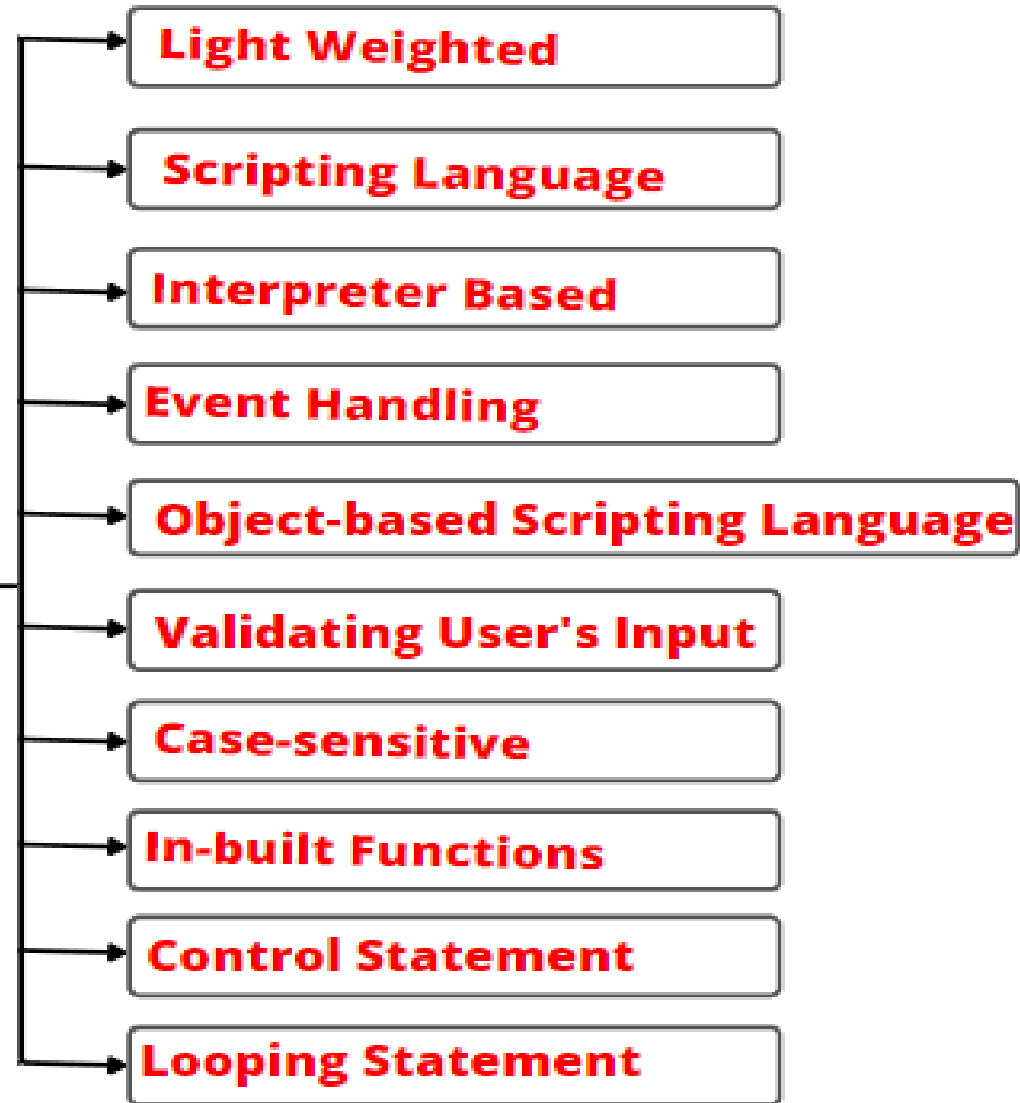 Light Weighted
Scripting Language
Interpreter Based
Event Handling
Object-based Scripting Language
Validating User's Input
Case-sensitive
In-built Functions
Control Statement
Looping Statement